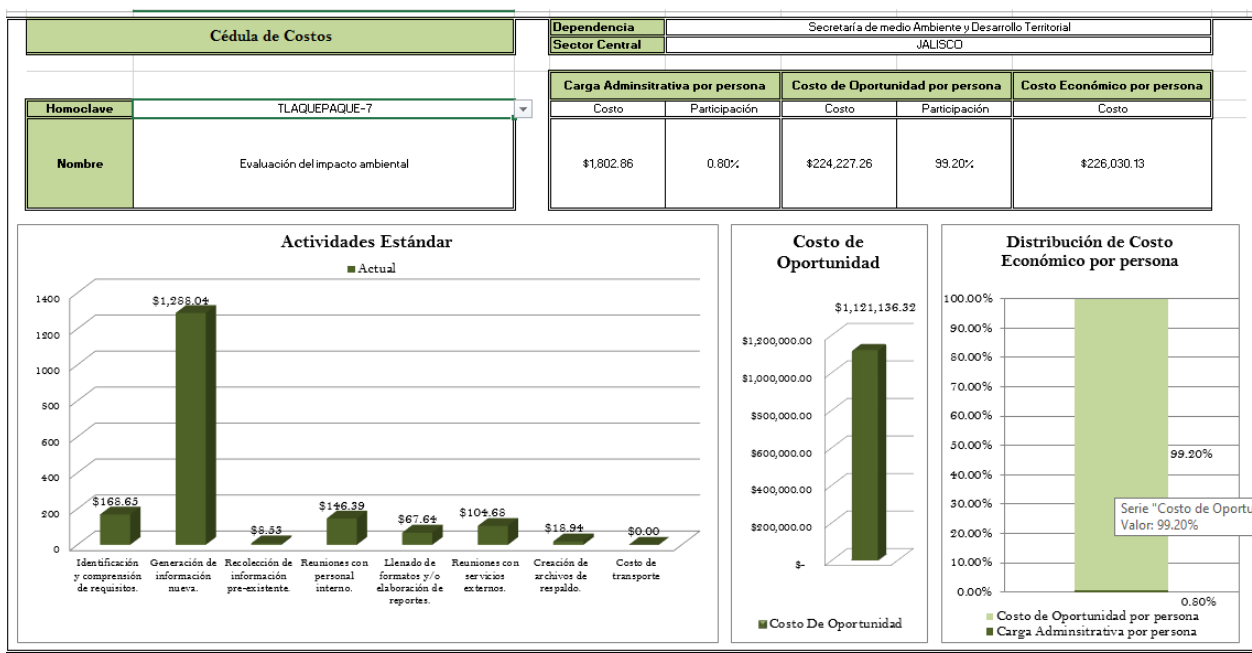 Cédula de Costos
Dependencia
Secretaría de medio Ambiente y Desarrollo Territorial
Sector Central
JALISCO
Carga Adminsitrativa por persona
Costo de Oportunidad por persona
Costo Económico por persona
Homoclave
TLAQUEPAQUE-7
Costo
Participación
Costo
Participación
Costo
Nombre
Evaluación del impacto ambiental
$1,802.86
0.80%
$224,227.26
99.20%
$226,030.13
Actividades Estándar
Actual
1400
1200
1000
800
600
400
200
0
$168.65
$1,288.04
$8.53
$146.39
$67.64
$104.68
$18.94
$0.00
Identificación
y comprensión
de requisitos.
Generación de
información
nueva.
Recolección de
información
pre-existente.
Reuniones con
personal
interno.
Llenado de
formatos y/o
elaboración de
reportes.
Reuniones con
servicios
externos.
Creación de
archivos de
respaldo.
Costo de
transporte
Costo de
Oportunidad
$1,121,136.32
$1,200,000.00
$1,000,000.00
$800,000.00
$600,000.00
$400,000.00
$200,000.00
$-
Costo De Oportunidad
Distribución de Costo
Económico por persona
100.00%
90.00%
80.00%
70.00%
60.00%
50.00%
40.00%
30.00%
20.00%
10.00%
0.00%
99.20%
Serie "Costo de Oportu
Valor: 99.20%
0.80%
Costo de Oportunidad por persona
Carga Adminsitrativa por persona